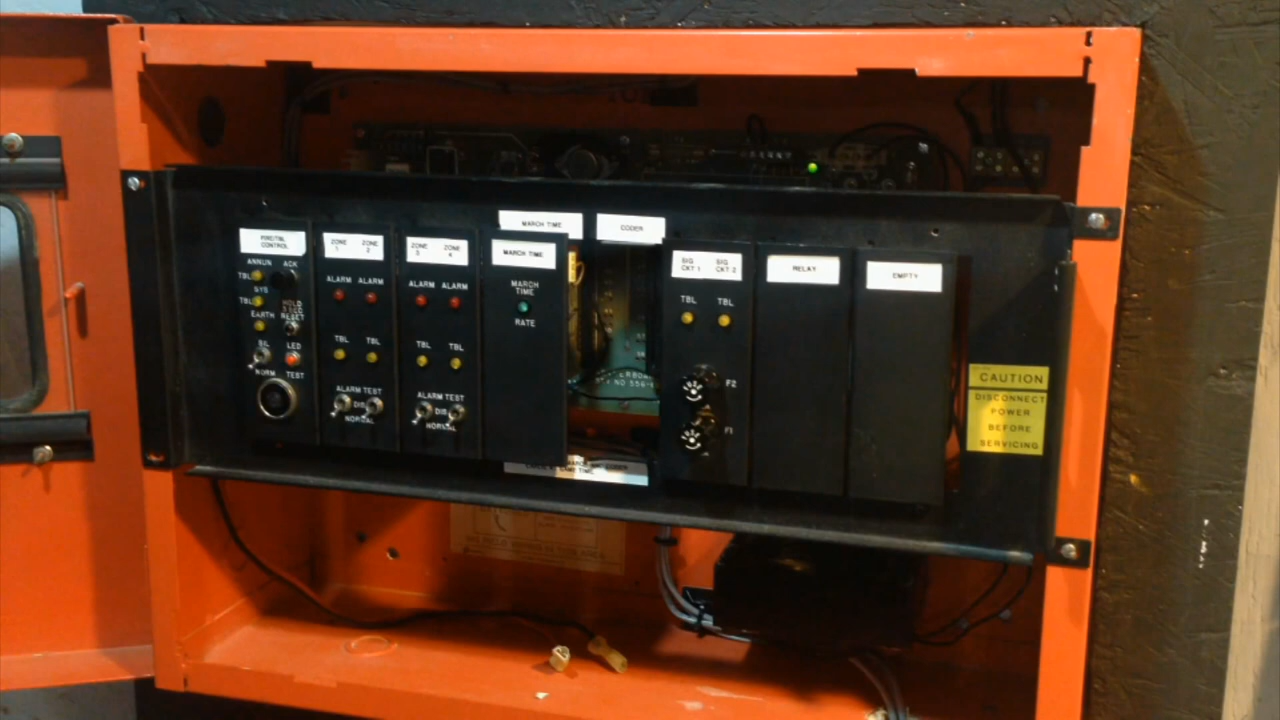 MARCH TIME
CODER
FIRE/TBL
CONTROL
ANNUN
ACK
TBL
SYS
TBL
HOLD
3 SEC
RESET
EARTH
LED
NORM
TEST
ZONE ZONE
1 2
ALARM ALARM
TBL TBL
ALARM TEST
DIS
NORMAL
ZONE ZONE
3 4
ALARM ALARM
TBL TBL
ALARM TEST
DIS
NORMAL
MARCH TIME
MARCH
TIME
RATE
SIG SIG
CKT 1 CKT 2
TBL TBL
F2
F1
RELAY
EMPTY
CAUTION
DISCONNECT
POWER
BEFORE
SERVICING